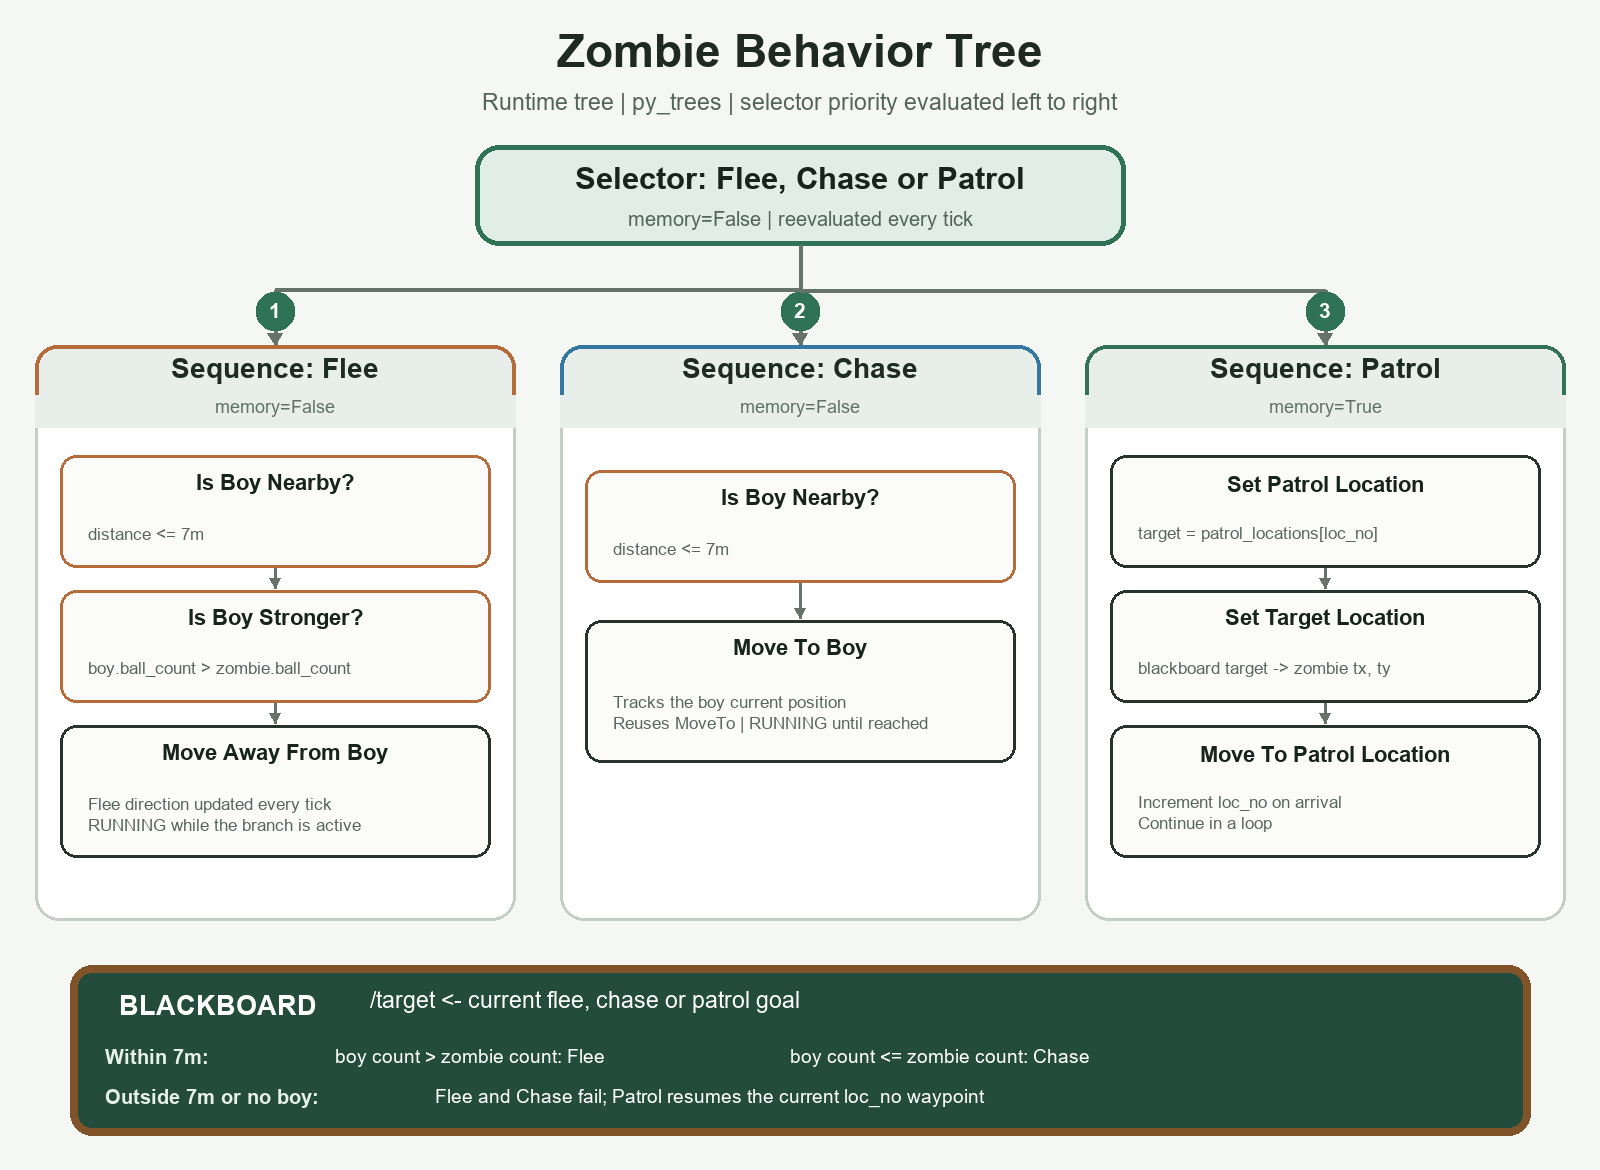 Zombie Behavior Tree
Runtime tree | py_trees | selector priority evaluated left to right
Selector: Flee, Chase or Patrol
memory=False | reevaluated every tick
1
2
3
Sequence: Flee
memory=False
Is Boy Nearby?
distance <= 7m
Is Boy Stronger?
boy.ball_count > zombie.ball_count
Move Away From Boy
Flee direction updated every tick
RUNNING while the branch is active
Sequence: Chase
memory=False
Is Boy Nearby?
distance <= 7m
Move To Boy
Tracks the boy current position
Reuses MoveTo | RUNNING until reached
Sequence: Patrol
memory=True
Set Patrol Location
target = patrol_locations[loc_no]
Set Target Location
blackboard target -> zombie tx, ty
Move To Patrol Location
Increment loc_no on arrival
Continue in a loop
BLACKBOARD /target <- current flee, chase or patrol goal
Within 7m: boy count > zombie count: Flee boy count <= zombie count: Chase
Outside 7m or no boy: Flee and Chase fail; Patrol resumes the current loc_no waypoint